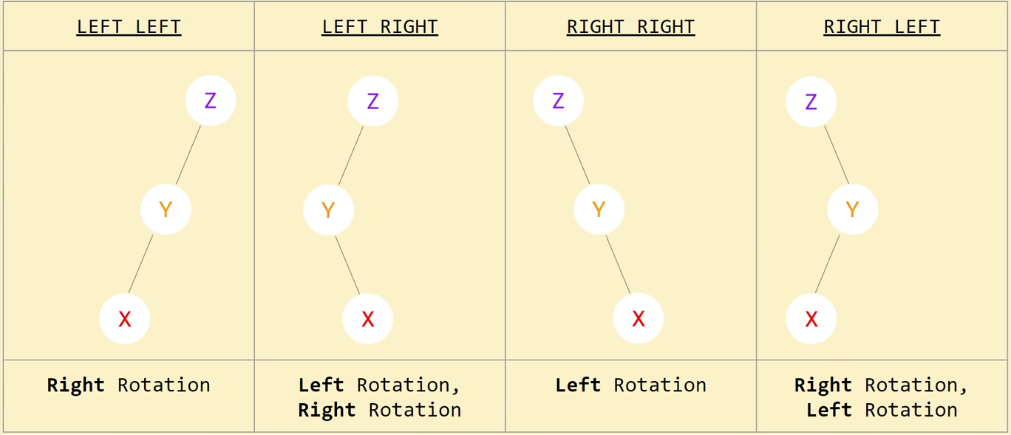 LEFT LEFT
LEFT RIGHT
RIGHT RIGHT
RIGHT LEFT
Z
Y
X
Z
Y
X
Z
Y
X
Z
Y
X
Right Rotation
Left Rotation,
Right Rotation
Left Rotation
Right Rotation,
Left Rotation